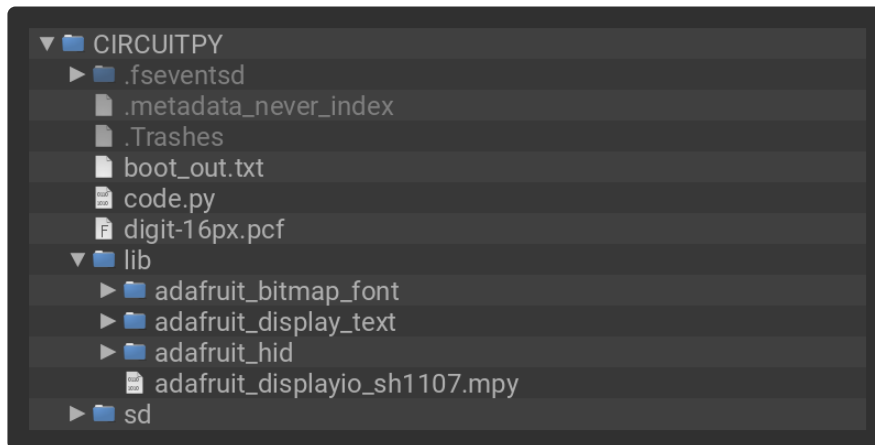 CIRCUITPY
.fseventsd
.metadata_never_index
.Trashes
boot_out.txt
code.py
digit-16px.pcf
lib
adafruit_bitmap_font
adafruit_display_text
adafruit_hid
adafruit_displayio_sh1107.mpy
sd